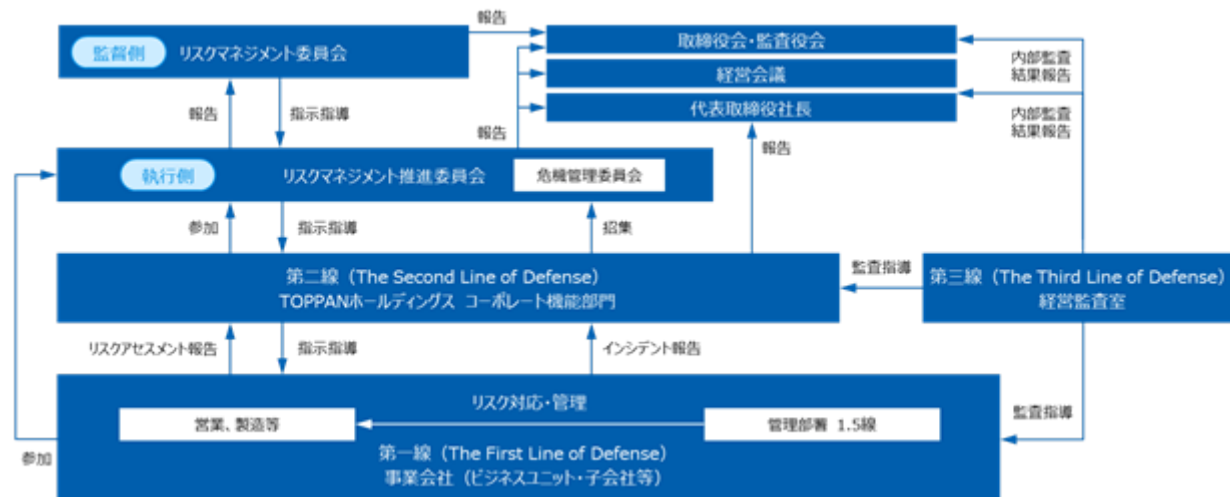 報告
監督側 リスクマネジメント委員会
取締役会・監査役会
経営会議
代表取締役社長
内部監査
結果報告
内部監査
結果報告
報告
指示指導
報告
報告
執行側 リスクマネジメント推進委員会 危機管理委員会
参加
指示指導
招集
第二線（The Second Line of Defense）
TOPPANホールディングス コーポレート機能部門
監査指導
第三線（The Third Line of Defense）
経営監査室
リスクアセスメント報告
指示指導
インシデント報告
リスク対応・管理
営業、製造等
管理部署 1.5線
監査指導
第一線（The First Line of Defense）
事業会社（ビジネスユニット・子会社等）
参加